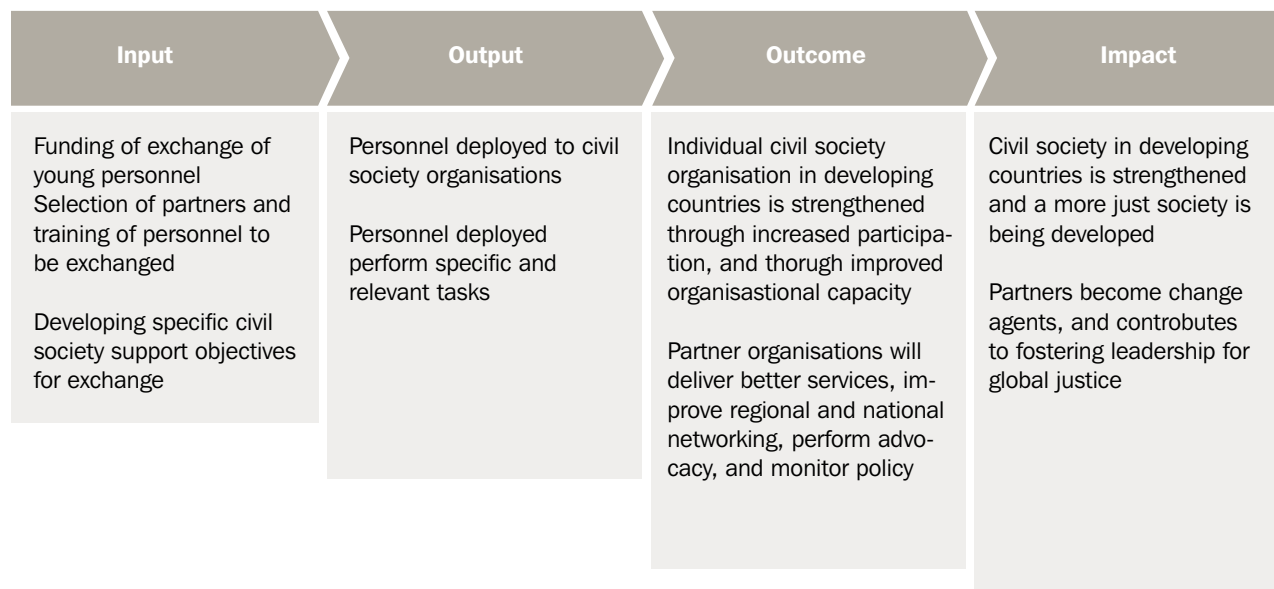 Input
Output
Outcome
Impact
Funding of exchange of
young personnel
Selection of partners and
training of personnel to
be exchanged
Developing specific civil
society support objectives
for exchange
Personnel deployed to civil
society organisations
Personnel deployed
perform specific and
relevant tasks
Individual civil society
organisation in developing
countries is strengthened
through increased participa-
tion, and thorugh improved
organisastional capacity
Partner organisations will
deliver better services, im-
prove regional and national
networking, perform advo-
cacy, and monitor policy
Civil society in developing
countries is strengthened
and a more just society is
being developed
Partners become change
agents, and controbutes
to fostering leadership for
global justice